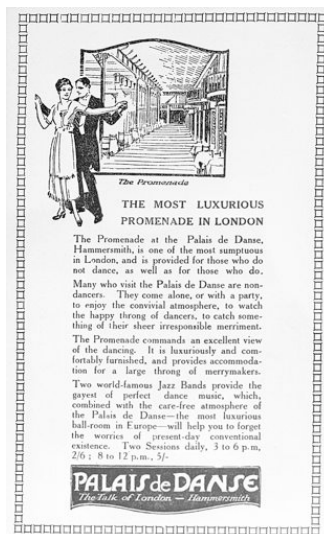 The Promenade
THE MOST LUXURIOUS
PROMENADE IN LONDON
The Promenade at the Palais de Danse,
Hammersmith, is one of the most sumptuous
in London, and is provided for those who do
not dance, as well as for those who do.
Many who visit the Palais de Danse are non-
dancers. They come alone, or with a party,
to enjoy the convivial atmosphere, to watch
the happy throng of dancers, to catch some-
thing of their sheer irresponsible merriment.
The Promenade commands an excellent view
of the dancing. It is luxuriously and com-
fortably furnished, and provides accommoda-
tion for a large throng of merrymakers.
Two world-famous Jazz Bands provide the
gayest of perfect dance music, which,
combined with the care-free atmosphere of
the Palais de Danse—the most luxurious
ball-room in Europe—will help you to forget
the worries of present-day conventional
existence. Two Sessions daily, 3 to 6 p.m,
2/6 ; 8 to 12 p.m., 5/-
PALAIS de DANSE
The Talk of London — Hammersmith